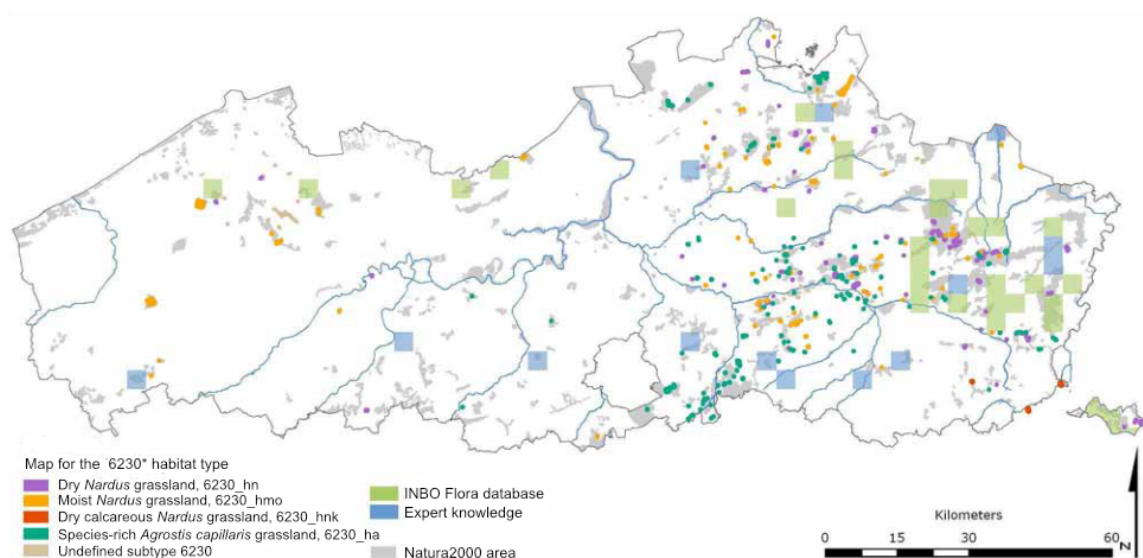 Map for the '6230* habitat type
Dry Nardus grassland, 6230_hn
Moist Nardus grassland, 6230_hmo
Dry calcareous Nardus grassland, 6230_hnk
Species-rich Agrostis capillaris grassland, 6230_ha
Undefined subtype 6230
INBO Flora database
Expert knowledge
Natura2000 area
Kilometers
0 15 30 60
N